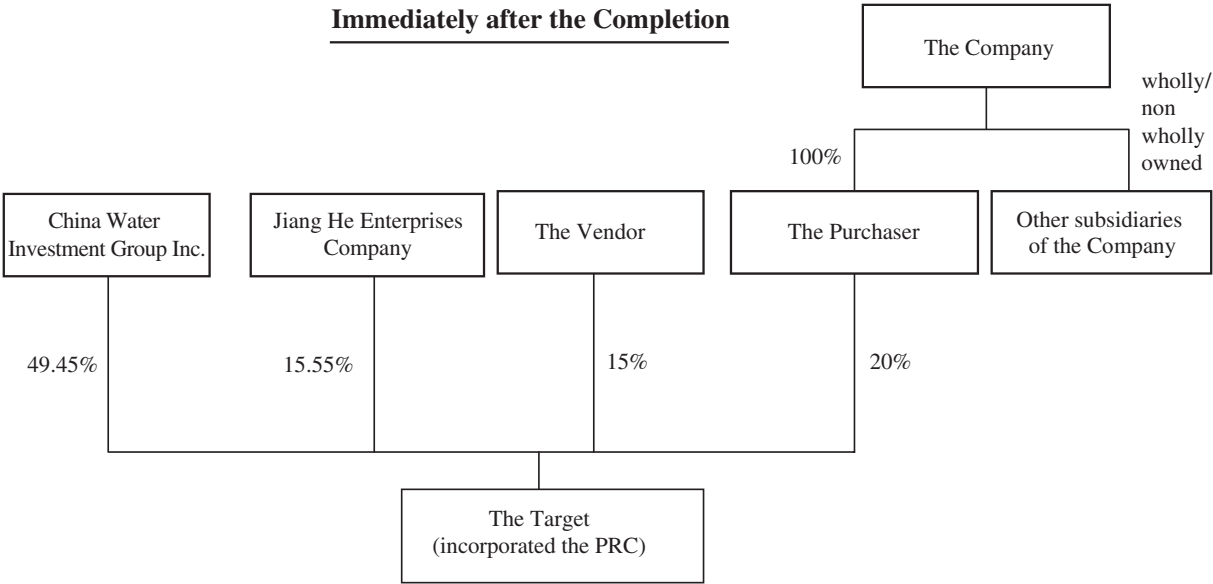 Immediately after the Completion
The Company
wholly/
non
wholly
owned
100%
China Water
Investment Group Inc.
Jiang He Enterprises
Company
The Vendor
The Purchaser
Other subsidiaries
of the Company
49.45%
15.55%
15%
20%
The Target
(incorporated the PRC)